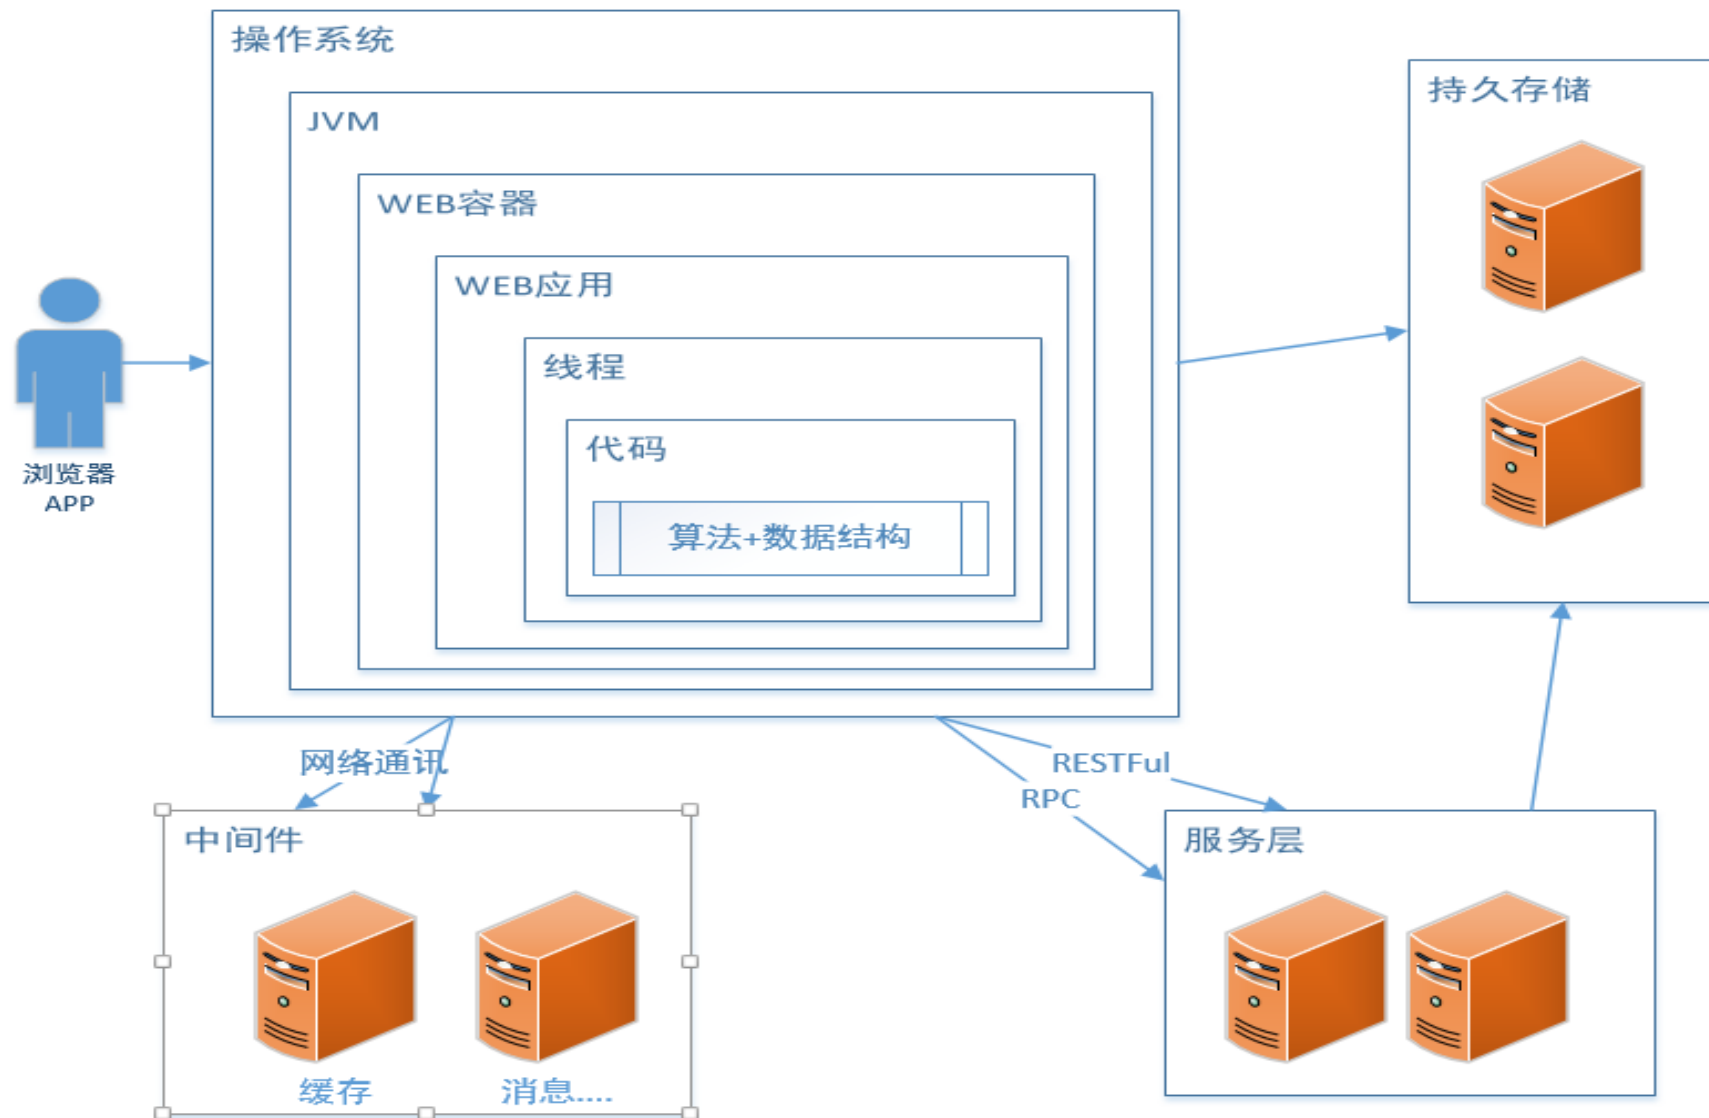 操作系统
持久存储
JVM
WEB容器
WEB应用
线程
代码
浏览器
APP
算法+数据结构
网络通讯
RESTFul
RPC
中间件
服务层
缓存
消息....